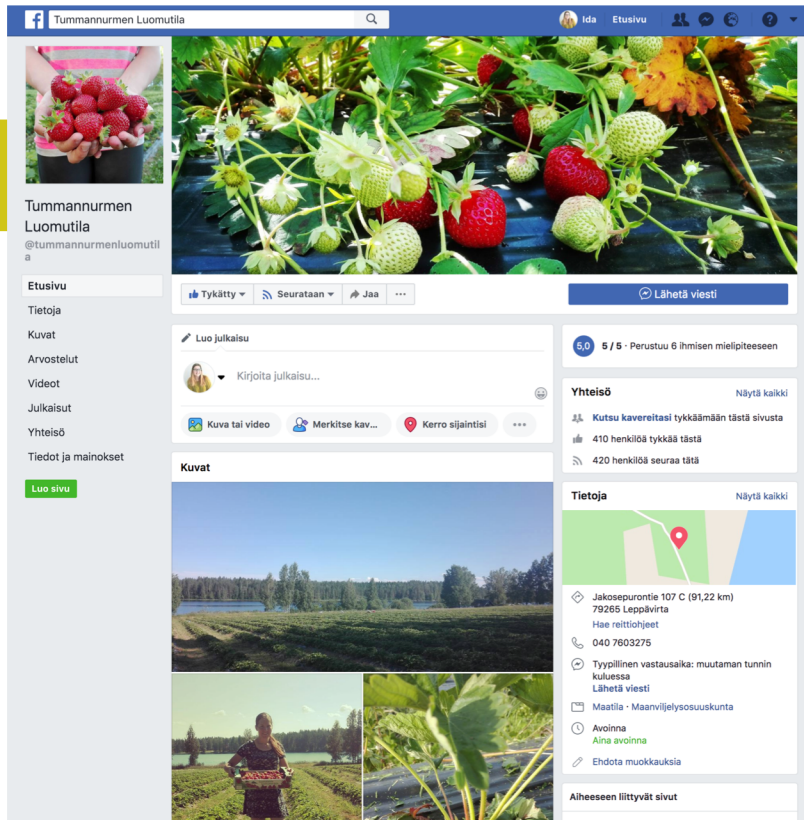 Tummannurmen Luomutila
Ida
Etusivu
Tummannurmen
Luomutila
@tummannurmenluomutil
a
Etusivu
Tietoja
Kuvat
Arvostelut
Videot
Julkaisut
Yhteisö
Tiedot ja mainokset
Luo sivu
Tykätty
Seurataan
Jaa
Lähetä viesti
Luo julkaisu
Kirjoita julkaisu...
Kuva tai video
Merkitse kav...
Kerro sijaintisi
Kuvat
5,0 5 / 5 · Perustuu 6 ihmisen mielipiteeseen
Yhteisö Näytä kaikki
Kutsu kavereitasi tykkäämään tästä sivusta
410 henkilöä tykkää tästä
420 henkilöä seuraa tätä
Tietoja Näytä kaikki
Jakosepurontie 107 C (91,22 km)
79265 Leppävirta
Hae reittiohjeet
040 7603275
Tyypillinen vastausaika: muutaman tunnin
kuluessa
Lähetä viesti
Maatila · Maanviljelysosuuskunta
Avoinna
Aina avoinna
Ehdota muokkauksia
Aiheeseen liittyvät sivut